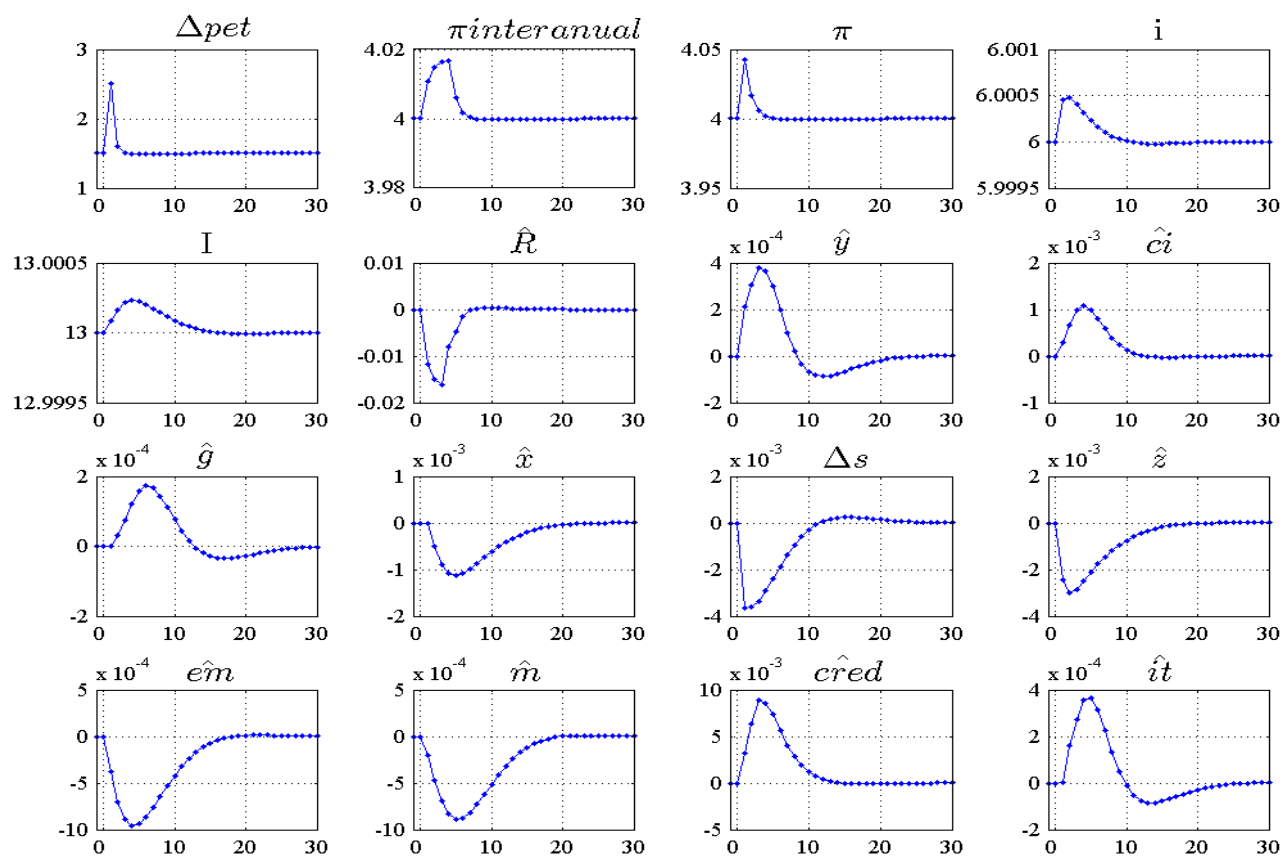 Δpet πinteranual π i
3 4.02 4.05 6.001
6.0005
2 4 4 6
1 3.98 3.95 5.9995
0 10 20 30 0 10 20 30 0 10 20 30 0 10 20 30
I R̂ x 10⁻⁴ ŷ x 10⁻³ ĉi
13.0005 0.01 4 2
0 2 1
13
-0.01 0 0
12.9995 -0.02 -2 -1
0 10 20 30 0 10 20 30 0 10 20 30 0 10 20 30
x 10⁻⁴ ĝ x 10⁻³ x̂ x 10⁻³ Δs x 10⁻³ ẑ
2 1 2 2
0 0 0
0
-1 -2 -2
-2 -2 -4 -4
0 10 20 30 0 10 20 30 0 10 20 30 0 10 20 30
x 10⁻⁴ em̂ x 10⁻⁴ m̂ x 10⁻³ cr̂ed x 10⁻⁴ ît
5 5 10 4
0 0 5 2
-5 -5 0 0
-10 -10 -5 -2
0 10 20 30 0 10 20 30 0 10 20 30 0 10 20 30